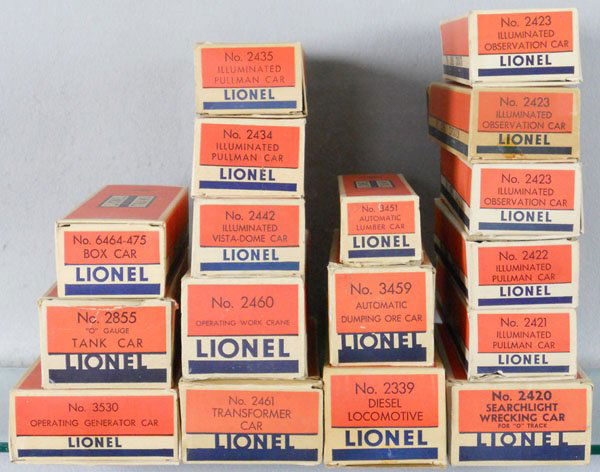 No. 6464-475
BOX CAR
LIONEL
No. 2855
"O" GAUGE
TANK CAR
LIONEL
No. 3530
OPERATING GENERATOR CAR
LIONEL
No. 2435
ILLUMINATED
PULLMAN CAR
LIONEL
No. 2434
ILLUMINATED
PULLMAN CAR
LIONEL
No. 2442
ILLUMINATED
VISTA-DOME CAR
LIONEL
No. 2460
OPERATING WORK CRANE
LIONEL
No. 2461
TRANSFORMER
CAR
LIONEL
No. 3451
AUTOMATIC
LUMBER CAR
LIONEL
No. 3459
AUTOMATIC
DUMPING ORE CAR
LIONEL
No. 2339
DIESEL
LOCOMOTIVE
LIONEL
No. 2423
ILLUMINATED
OBSERVATION CAR
LIONEL
No. 2423
ILLUMINATED
OBSERVATION CAR
LIONEL
No. 2423
ILLUMINATED
OBSERVATION CAR
LIONEL
No. 2422
ILLUMINATED
PULLMAN CAR
LIONEL
No. 2421
ILLUMINATED
PULLMAN CAR
LIONEL
No. 2420
SEARCHLIGHT
WRECKING CAR
FOR "O" TRACK
LIONEL